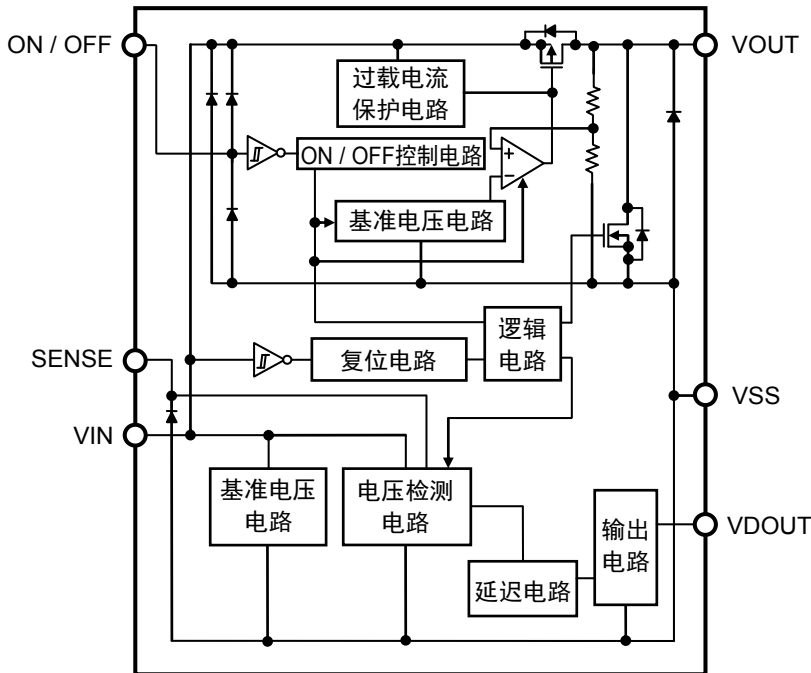 ON / OFF
VOUT
过载电流
保护电路
ON / OFF控制电路
+
−
基准电压电路
逻辑
电路
SENSE
复位电路
VSS
VIN
基准电压
电路
电压检测
电路
输出
电路
VDOUT
延迟电路